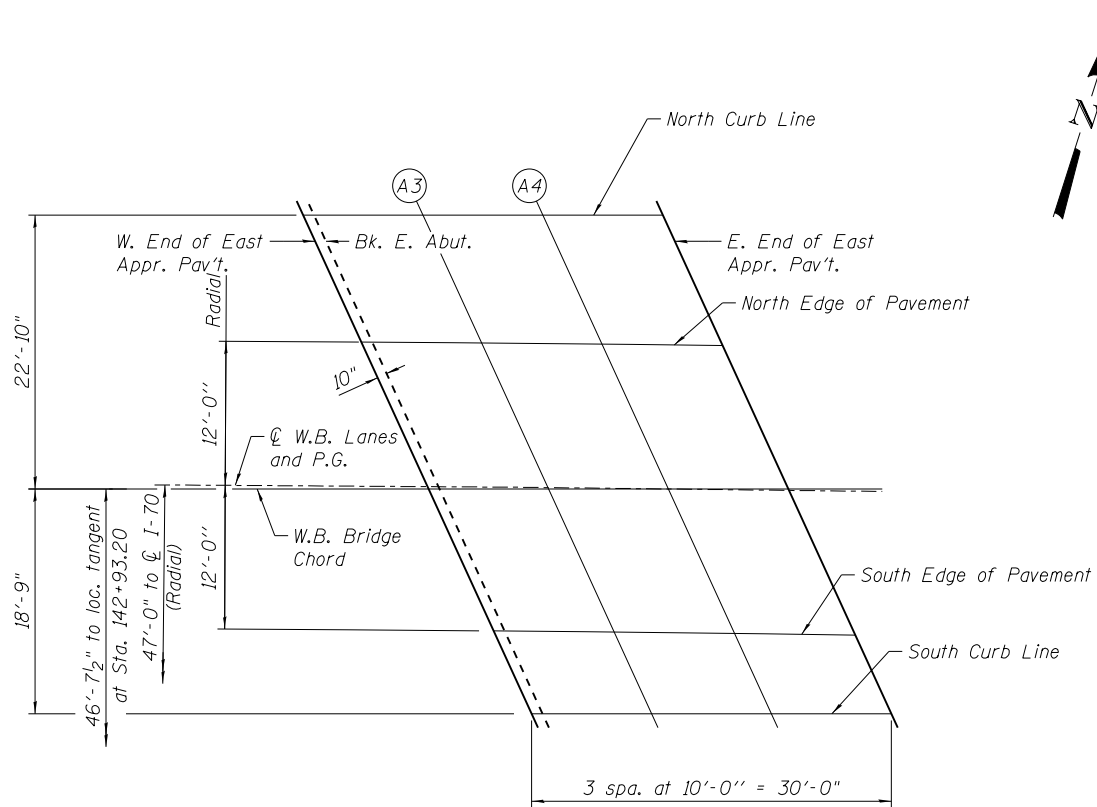 N
North Curb Line
A3
A4
W. End of East
Appr. Pav't.
Bk. E. Abut.
E. End of East
Appr. Pav't.
Radial
North Edge of Pavement
22'-10"
10"
12'-0"
℄ W.B. Lanes
and P.G.
W.B. Bridge
Chord
18'-9"
46'-7½" to loc. tangent
at Sta. 142+93.20
47'-0" to ℄ I-70
(Radial)
12'-0"
South Edge of Pavement
South Curb Line
3 spa. at 10'-0" = 30'-0"